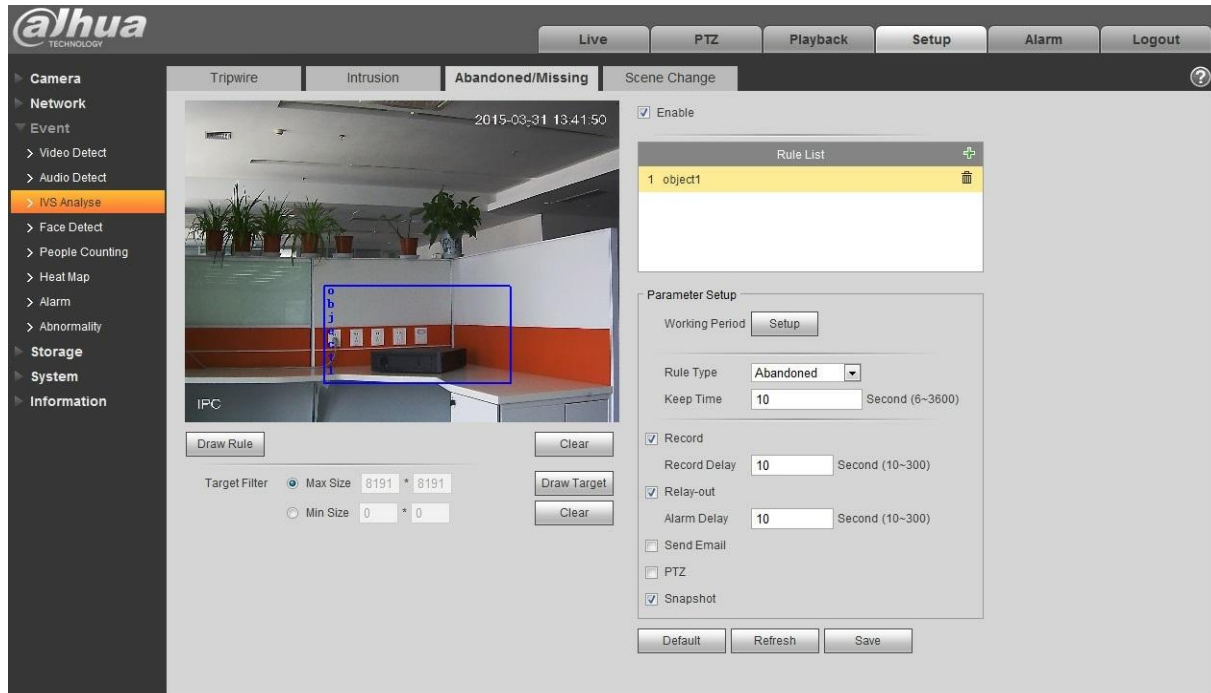 alhua
TECHNOLOGY
Live
PTZ
Playback
Setup
Alarm
Logout
Camera
Network
Event
Video Detect
Audio Detect
IVS Analyse
Face Detect
People Counting
Heat Map
Alarm
Abnormality
Storage
System
Information
Tripwire
Intrusion
Abandoned/Missing
Scene Change
?
2015-03-31 13:41:50
object1
IPC
Draw Rule
Clear
Target Filter Max Size 8191 * 8191 Draw Target
Min Size 0 * 0 Clear
Enable
Rule List
1 object1
Parameter Setup
Working Period Setup
Rule Type Abandoned
Keep Time 10 Second (6~3600)
Record
Record Delay 10 Second (10~300)
Relay-out
Alarm Delay 10 Second (10~300)
Send Email
PTZ
Snapshot
Default Refresh Save